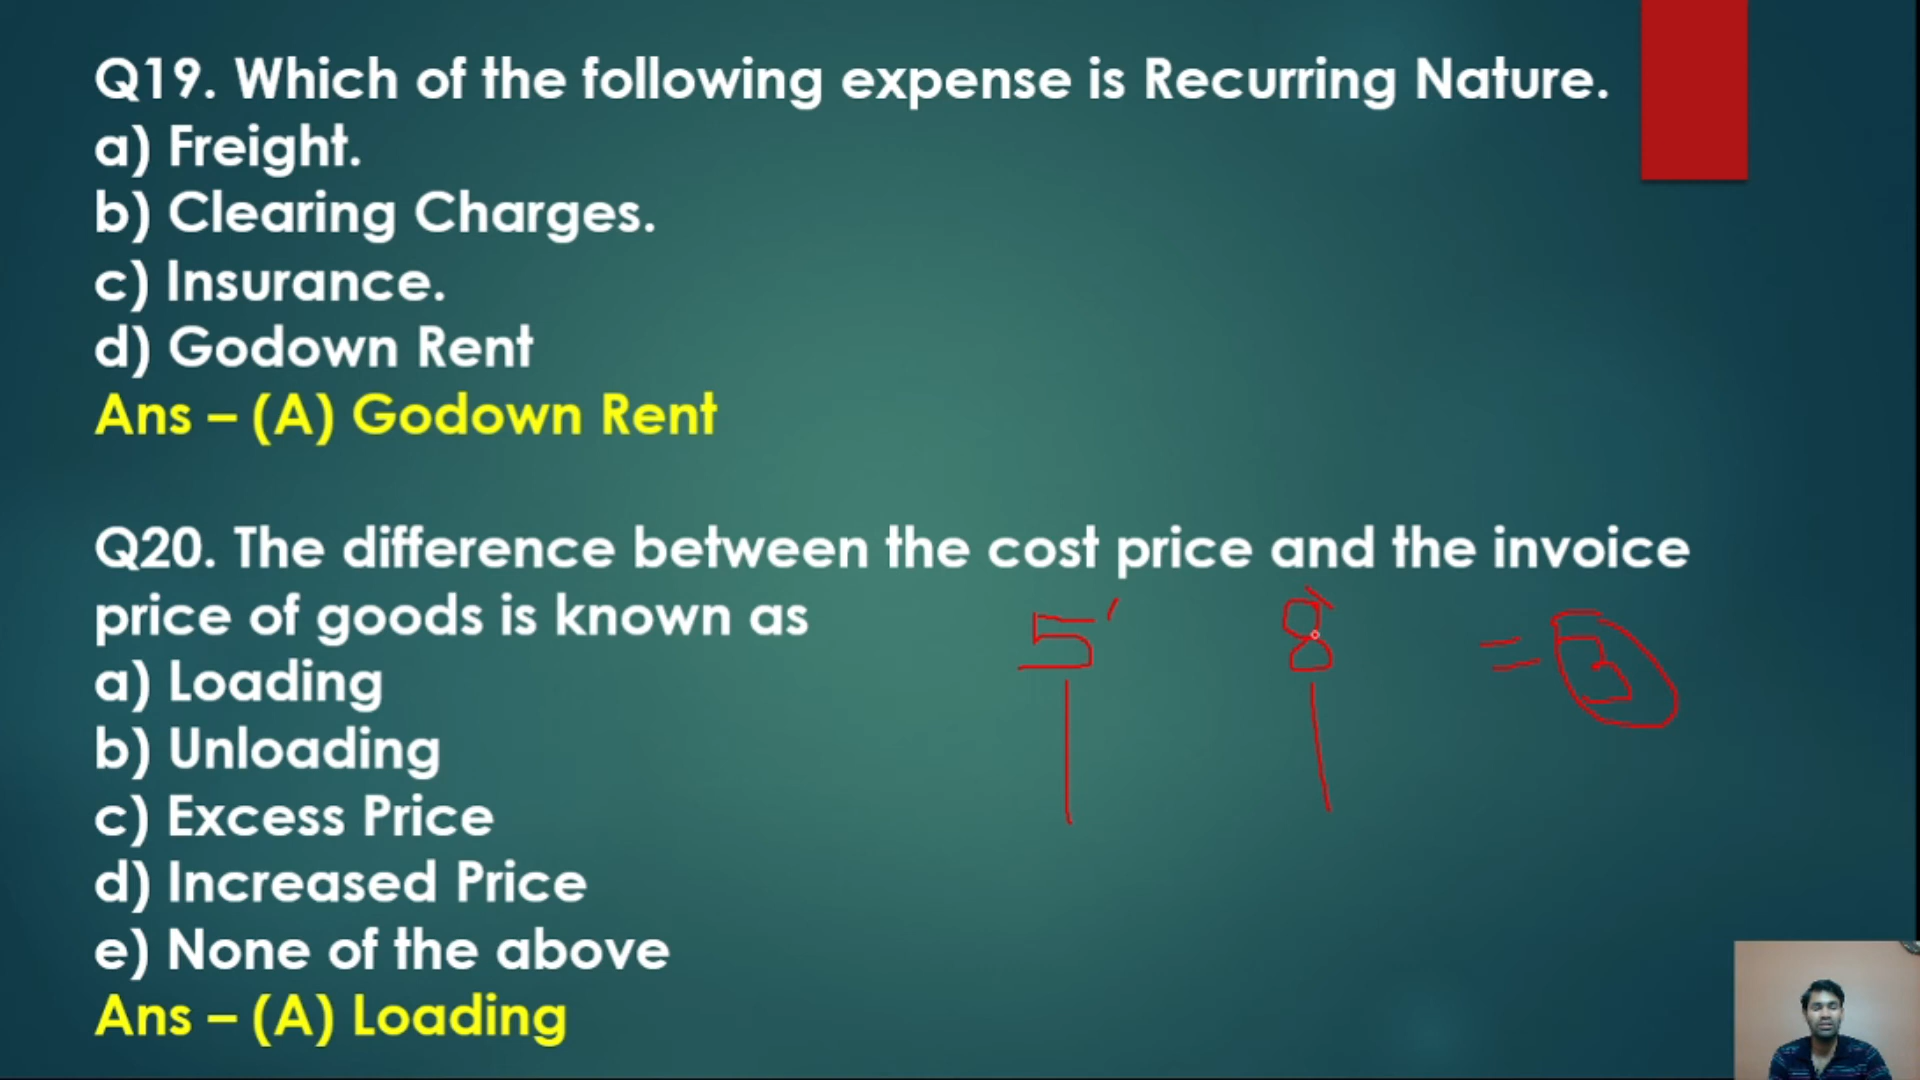 Q19. Which of the following expense is Recurring Nature.
a) Freight.
b) Clearing Charges.
c) Insurance.
d) Godown Rent
Ans – (A) Godown Rent
Q20. The difference between the cost price and the invoice
price of goods is known as
5 8 = 3
a) Loading
b) Unloading
c) Excess Price
d) Increased Price
e) None of the above
Ans – (A) Loading